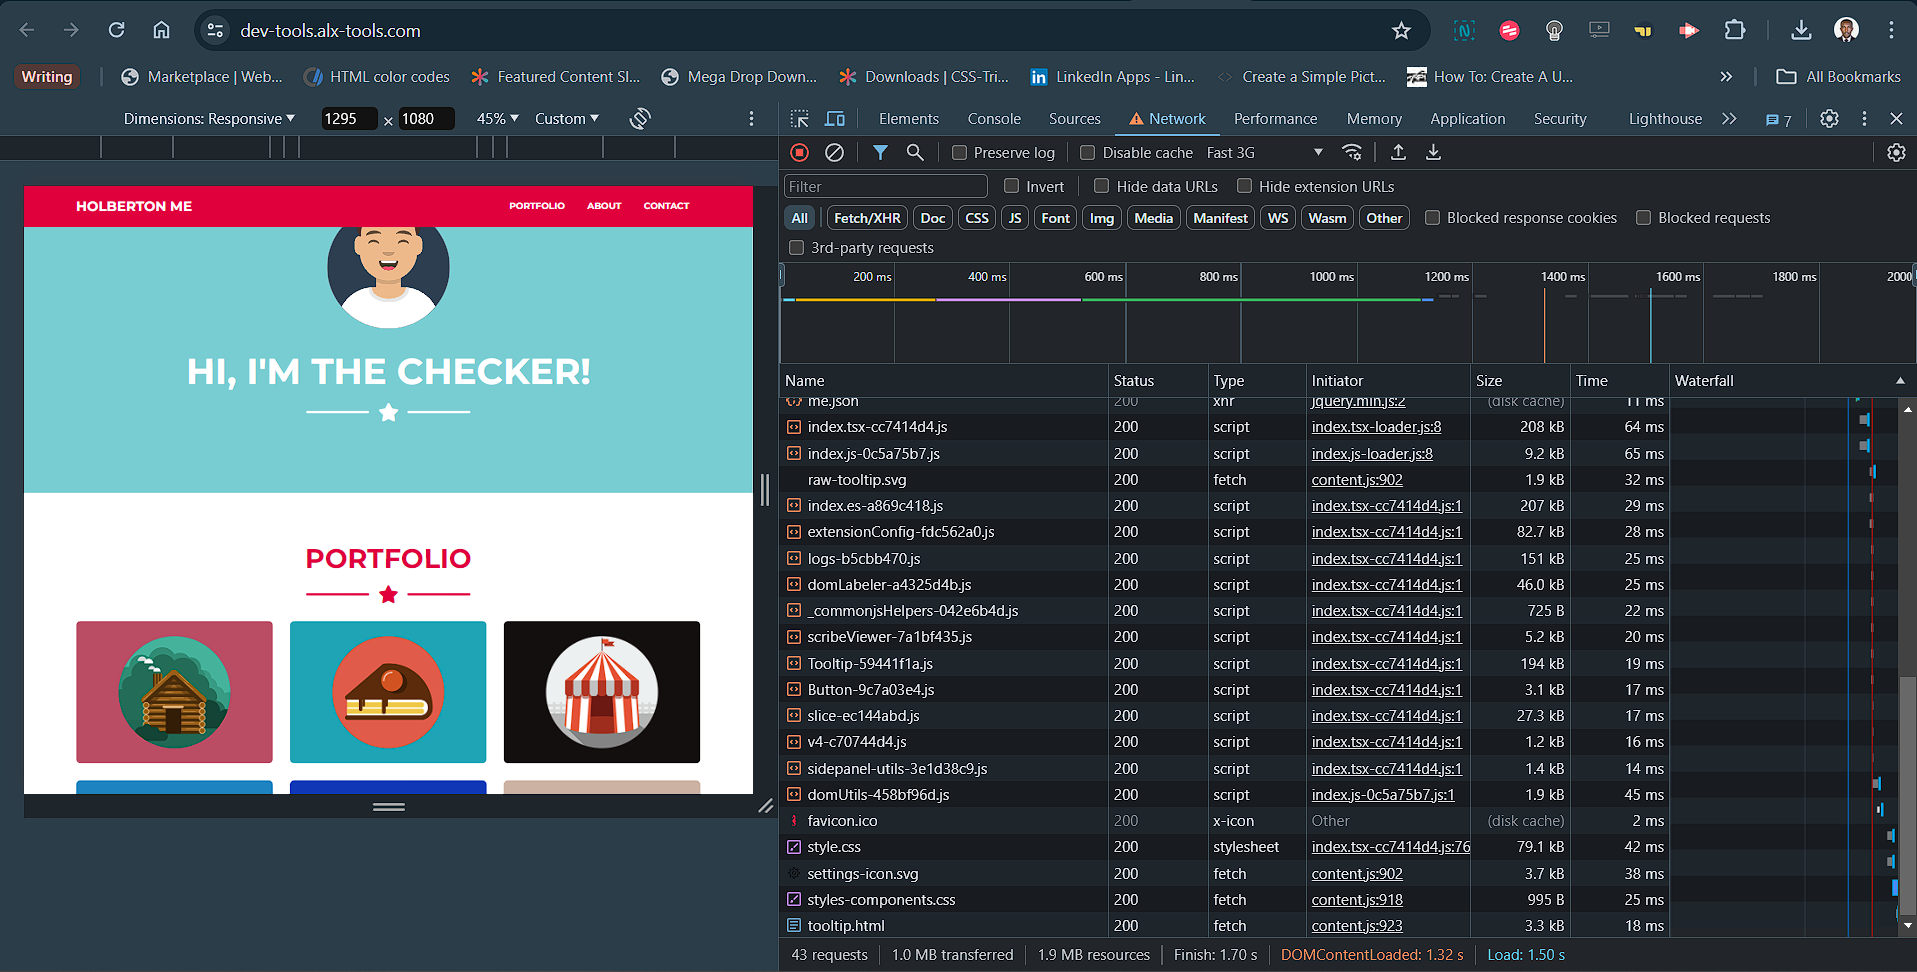 dev-tools.alx-tools.com
Writing
Marketplace | Web...
HTML color codes
Featured Content Sl...
Mega Drop Down...
Downloads | CSS-Tri...
LinkedIn Apps - Lin...
Create a Simple Pict...
How To: Create A U...
All Bookmarks
Dimensions: Responsive 1295 × 1080 45% Custom
HOLBERTON ME
PORTFOLIO ABOUT CONTACT
HI, I'M THE CHECKER!
PORTFOLIO
Elements Console Sources Network Performance Memory Application Security Lighthouse 7
Preserve log Disable cache Fast 3G
Filter Invert Hide data URLs Hide extension URLs
All Fetch/XHR Doc CSS JS Font Img Media Manifest WS Wasm Other Blocked response cookies Blocked requests
3rd-party requests
200 ms 400 ms 600 ms 800 ms 1000 ms 1200 ms 1400 ms 1600 ms 1800 ms 2000
Name Status Type Initiator Size Time Waterfall
me.json 200 xhr jquery.min.js:2 (disk cache) 11 ms
index.tsx-cc7414d4.js 200 script index.tsx-loader.js:8 208 kB 64 ms
index.js-0c5a75b7.js 200 script index.js-loader.js:8 9.2 kB 65 ms
raw-tooltip.svg 200 fetch content.js:902 1.9 kB 32 ms
index.es-a869c418.js 200 script index.tsx-cc7414d4.js:1 207 kB 29 ms
extensionConfig-fdc562a0.js 200 script index.tsx-cc7414d4.js:1 82.7 kB 28 ms
logs-b5cbb470.js 200 script index.tsx-cc7414d4.js:1 151 kB 25 ms
domLabeler-a4325d4b.js 200 script index.tsx-cc7414d4.js:1 46.0 kB 25 ms
_commonjsHelpers-042e6b4d.js 200 script index.tsx-cc7414d4.js:1 725 B 22 ms
scribeViewer-7a1bf435.js 200 script index.tsx-cc7414d4.js:1 5.2 kB 20 ms
Tooltip-59441f1a.js 200 script index.tsx-cc7414d4.js:1 194 kB 19 ms
Button-9c7a03e4.js 200 script index.tsx-cc7414d4.js:1 3.1 kB 17 ms
slice-ec144abd.js 200 script index.tsx-cc7414d4.js:1 27.3 kB 17 ms
v4-c70744d4.js 200 script index.tsx-cc7414d4.js:1 1.2 kB 16 ms
sidepanel-utils-3e1d38c9.js 200 script index.tsx-cc7414d4.js:1 1.4 kB 14 ms
domUtils-458bf96d.js 200 script index.js-0c5a75b7.js:1 1.9 kB 45 ms
favicon.ico 200 x-icon Other (disk cache) 2 ms
style.css 200 stylesheet index.tsx-cc7414d4.js:76 79.1 kB 42 ms
settings-icon.svg 200 fetch content.js:902 3.7 kB 38 ms
styles-components.css 200 fetch content.js:918 995 B 25 ms
tooltip.html 200 fetch content.js:923 3.3 kB 18 ms
43 requests 1.0 MB transferred 1.9 MB resources Finish: 1.70 s DOMContentLoaded: 1.32 s Load: 1.50 s